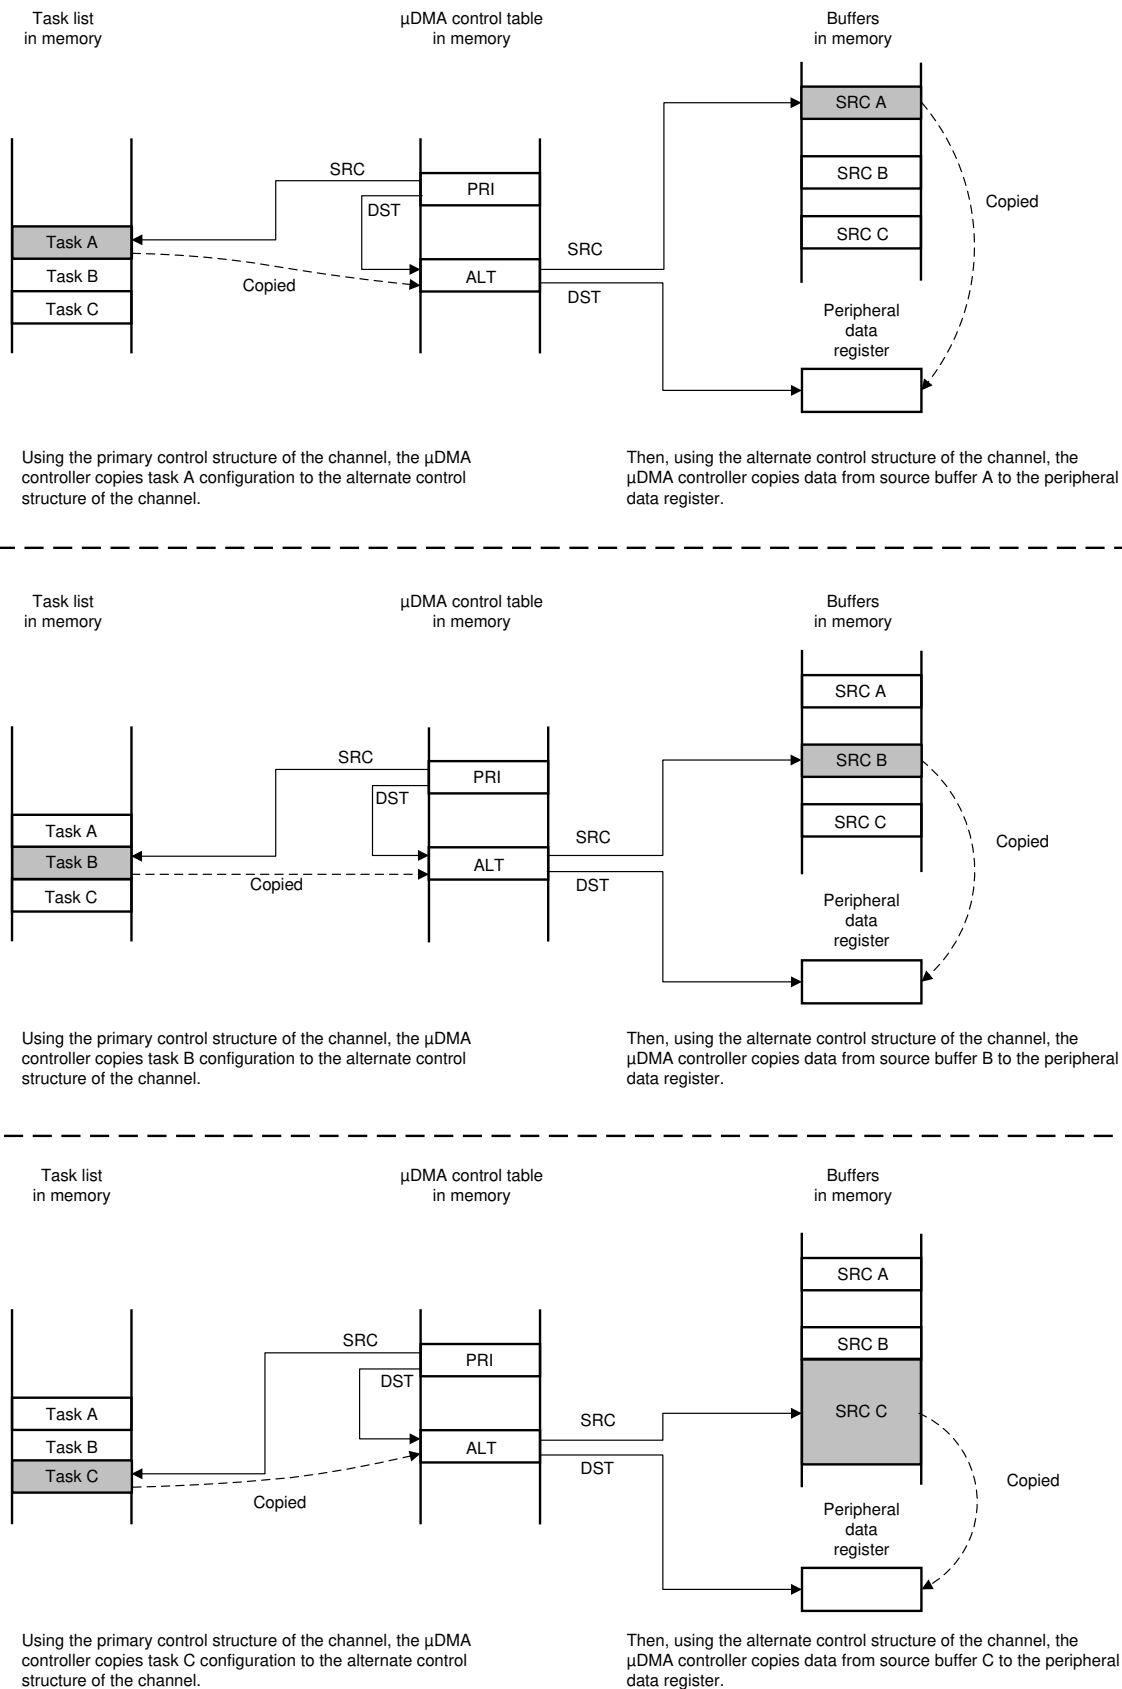 Task list
in memory
µDMA control table
in memory
Buffers
in memory
SRC A
SRC B
SRC C
Copied
SRC
PRI
DST
Task A
Task B
Task C
Copied
ALT
SRC
DST
Peripheral
data
register
Using the primary control structure of the channel, the µDMA
controller copies task A configuration to the alternate control
structure of the channel.
Then, using the alternate control structure of the channel, the
µDMA controller copies data from source buffer A to the peripheral
data register.
Task list
in memory
µDMA control table
in memory
Buffers
in memory
SRC A
SRC B
SRC C
Copied
SRC
PRI
DST
Task A
Task B
Task C
Copied
ALT
SRC
DST
Peripheral
data
register
Using the primary control structure of the channel, the µDMA
controller copies task B configuration to the alternate control
structure of the channel.
Then, using the alternate control structure of the channel, the
µDMA controller copies data from source buffer B to the peripheral
data register.
Task list
in memory
µDMA control table
in memory
Buffers
in memory
SRC A
SRC B
SRC C
Copied
SRC
PRI
DST
Task A
Task B
Task C
Copied
ALT
SRC
DST
Peripheral
data
register
Using the primary control structure of the channel, the µDMA
controller copies task C configuration to the alternate control
structure of the channel.
Then, using the alternate control structure of the channel, the
µDMA controller copies data from source buffer C to the peripheral
data register.